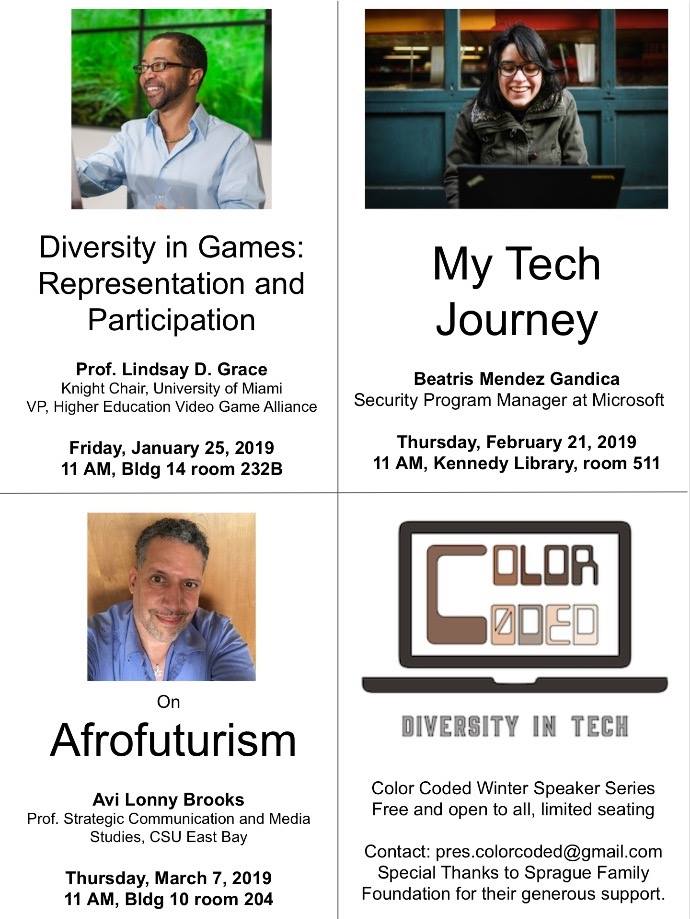 Diversity in Games:
Representation and
Participation
Prof. Lindsay D. Grace
Knight Chair, University of Miami
VP, Higher Education Video Game Alliance
Friday, January 25, 2019
11 AM, Bldg 14 room 232B
My Tech
Journey
Beatris Mendez Gandica
Security Program Manager at Microsoft
Thursday, February 21, 2019
11 AM, Kennedy Library, room 511
On
Afrofuturism
Avi Lonny Brooks
Prof. Strategic Communication and Media
Studies, CSU East Bay
Thursday, March 7, 2019
11 AM, Bldg 10 room 204
COLOR
CODED
DIVERSITY IN TECH
Color Coded Winter Speaker Series
Free and open to all, limited seating
Contact: pres.colorcoded@gmail.com
Special Thanks to Sprague Family
Foundation for their generous support.